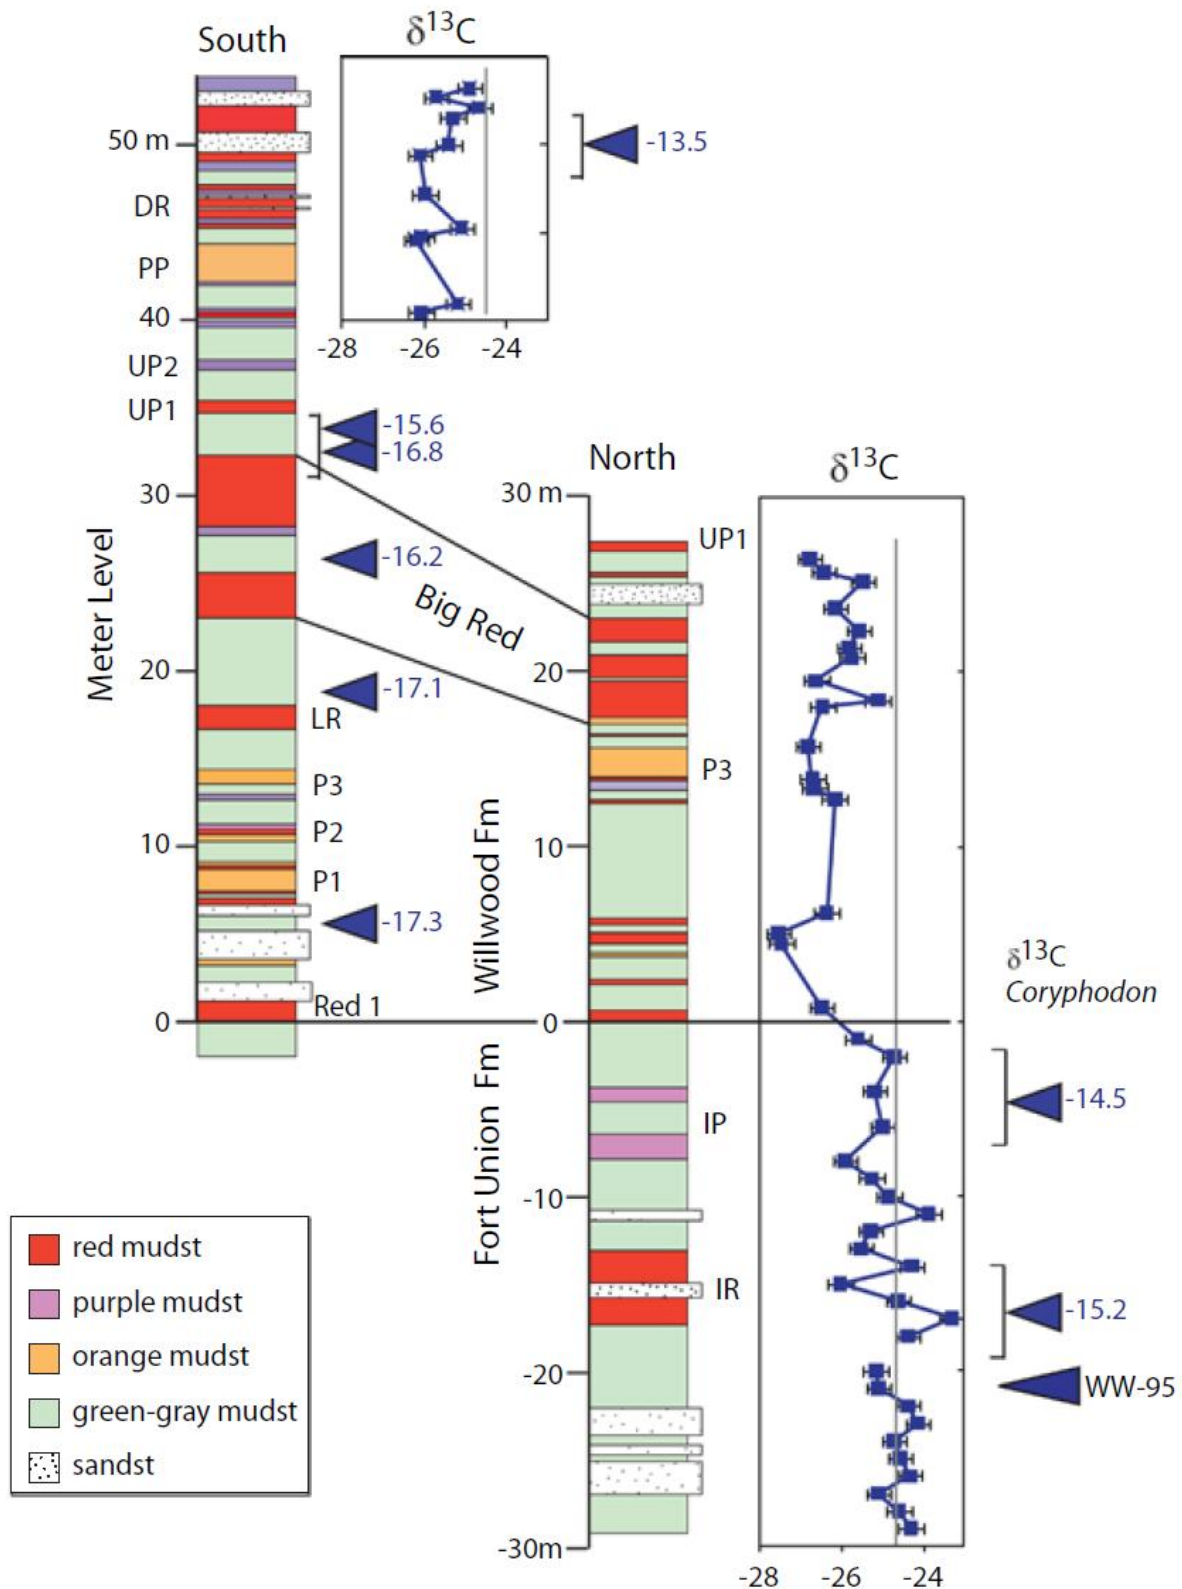 South
δ13C
50 m
-13.5
DR
PP
40
-28 -26 -24
UP2
UP1
-15.6
-16.8
North
δ13C
30
30 m
UP1
-16.2
Meter Level
Big Red
20
-17.1
20
LR
P3
P3
P2
10
10
P1
Willwood Fm
-17.3
δ13C
Coryphodon
Red 1
0
0
-14.5
IP
Fort Union Fm
-10
red mudst
IR
-15.2
purple mudst
orange mudst
-20
WW-95
green-gray mudst
sandst
-30m
-28 -26 -24